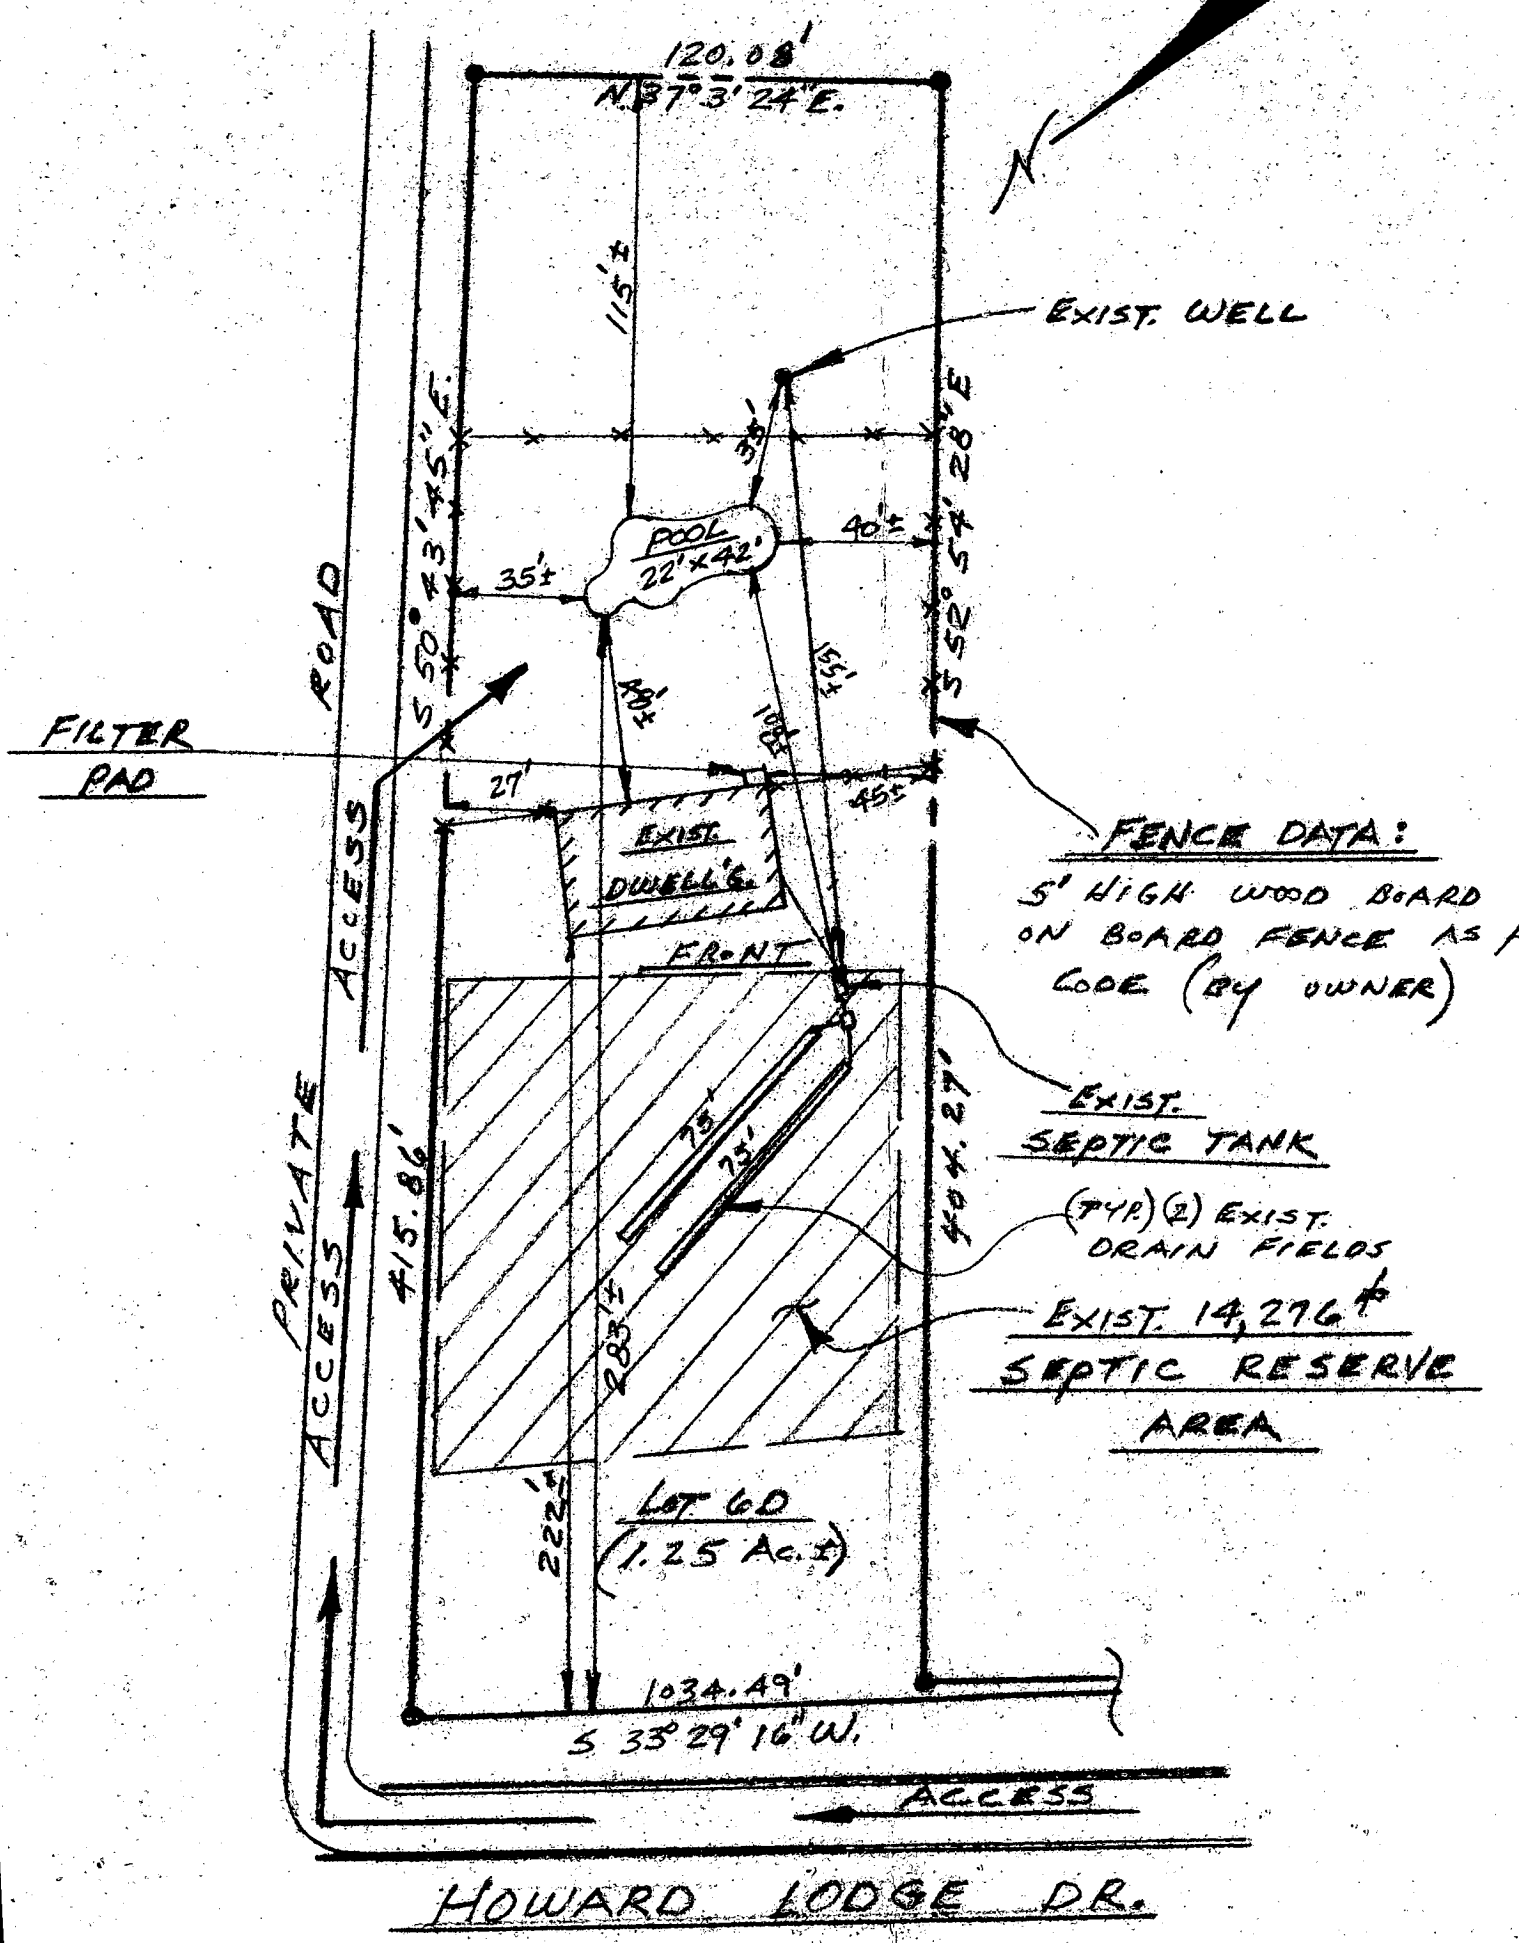 120.08'
N. 37° 3' 24" E.
N
115'±
EXIST. WELL
S 50° 43' 45" E.
35'
S 52° 54' 28" E
POOL
22' x 42'
40'±
35'±
ROAD
155'±
FILTER
PAD
27'
45±
EXIST.
DWELL'G.
FRONT
ACCESS
FENCE DATA:
5' HIGH WOOD BOARD
ON BOARD FENCE AS
CODE (BY OWNER)
EXIST.
SEPTIC TANK
75'
75'
(TYP.) (2) EXIST.
DRAIN FIELDS
PRIVATE
ACCESS
415.86'
404.27'
283'±
EXIST. 14,276
SEPTIC RESERVE
AREA
222'±
LOT 6D
(1.25 Ac.±)
1034.49'
S 33° 29' 16" W.
ACCESS
HOWARD LODGE DR.